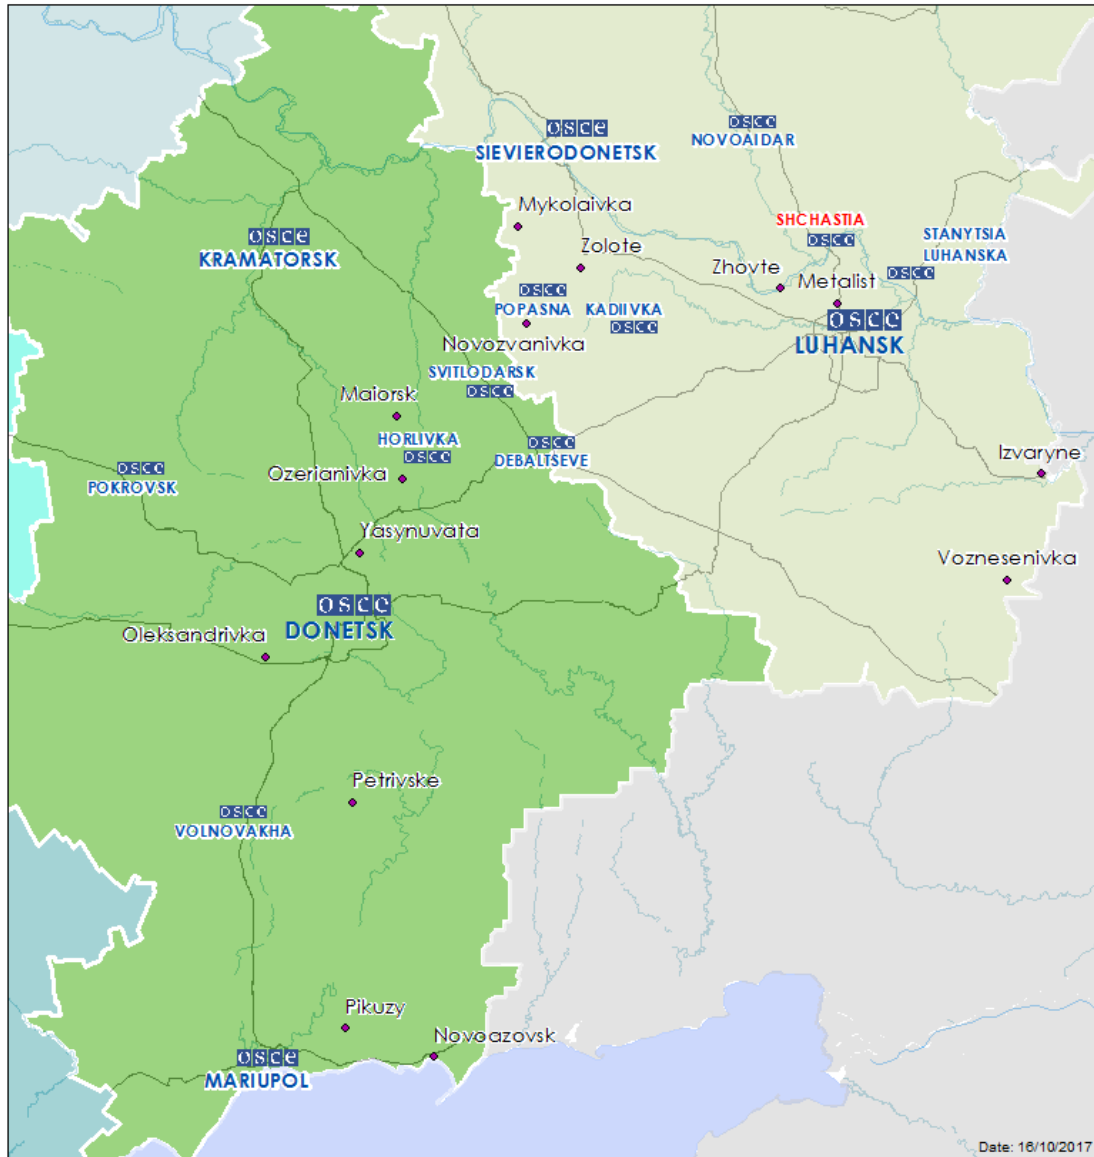 osce
SIEVIERODONETSK
osce
NOVOAIDAR
Mykolaivka
SHCHASTIA
osce
STANYTSIA
LUHANSKA
osce
osce
KRAMATORSK
Zolote
Zhovte
Metalist
osce
POPASNA
KADIIVKA
osce
osce
LUHANSK
Novozvanivka
SVITLODARSK
osce
Maiorsk
HORLIVKA
osce
osce
DEBALTSEVE
Izvaryne
osce
POKROVSK
Ozerianivka
Yasynuvata
Voznesenivka
osce
DONETSK
Oleksandrivka
Petrivske
osce
VOLNOVAKHA
Pikuzy
Novoazovsk
osce
MARIUPOL
Date: 16/10/2017